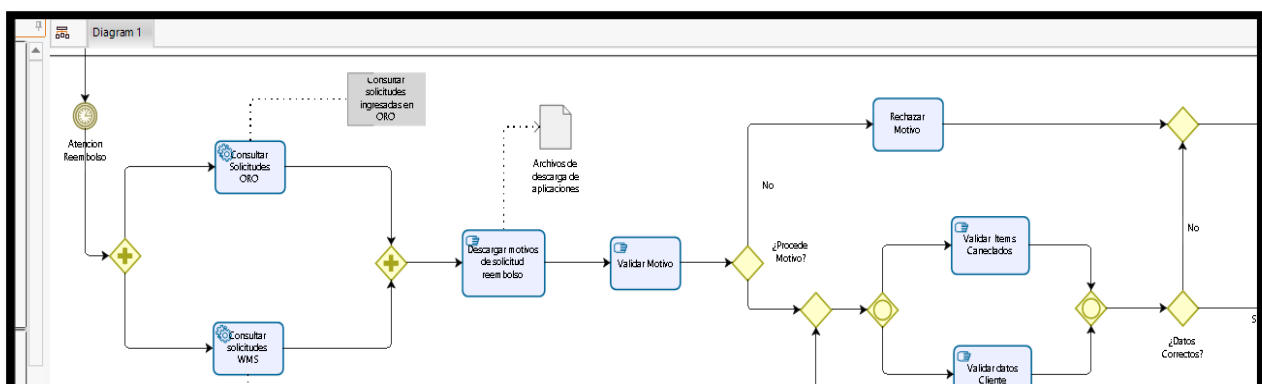 Diagram 1
Consultar
solicitudes
ingresadas en
ORO
Atencion
Reembolso
Consultar
Solicitudes
ORO
Archivos de
descarga de
aplicaciones
Rechazar
Motivo
No
¿Procede
Motivo?
Descargar motivos
de solicitud
reembolso
Validar Motivo
Validar Items
Caneclados
No
Consultar
solicitudes
WMS
Validar datos
Cliente
¿Datos
Correctos?
S